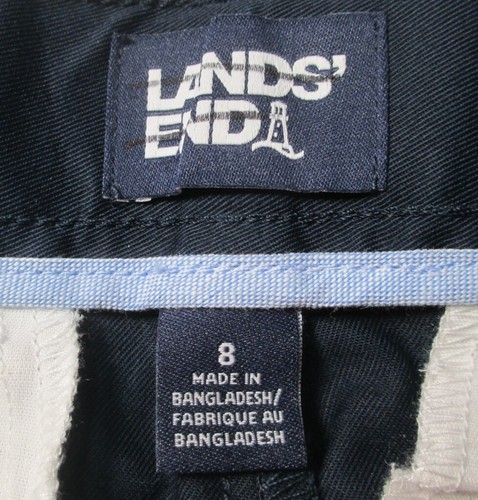 LANDS'
END
8
MADE IN
BANGLADESH/
FABRIQUE AU
BANGLADESH